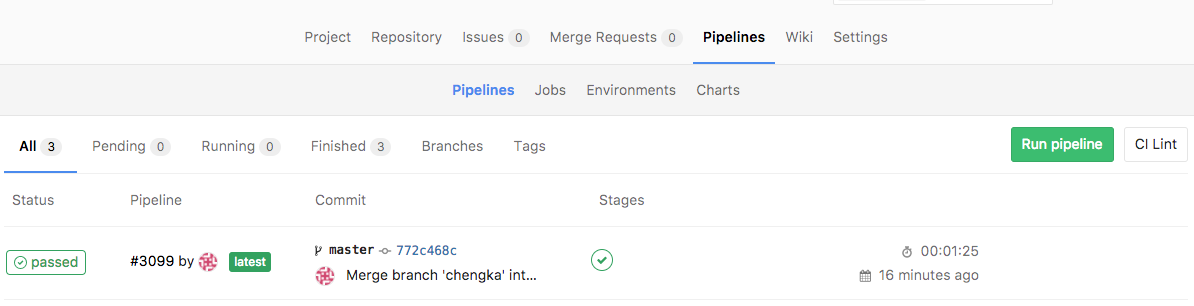 Project Repository Issues 0 Merge Requests 0 Pipelines Wiki Settings
Pipelines Jobs Environments Charts
All 3 Pending 0 Running 0 Finished 3 Branches Tags Run pipeline CI Lint
Status Pipeline Commit Stages
passed #3099 by latest master 772c468c 00:01:25
Merge branch 'chengka' int... 16 minutes ago